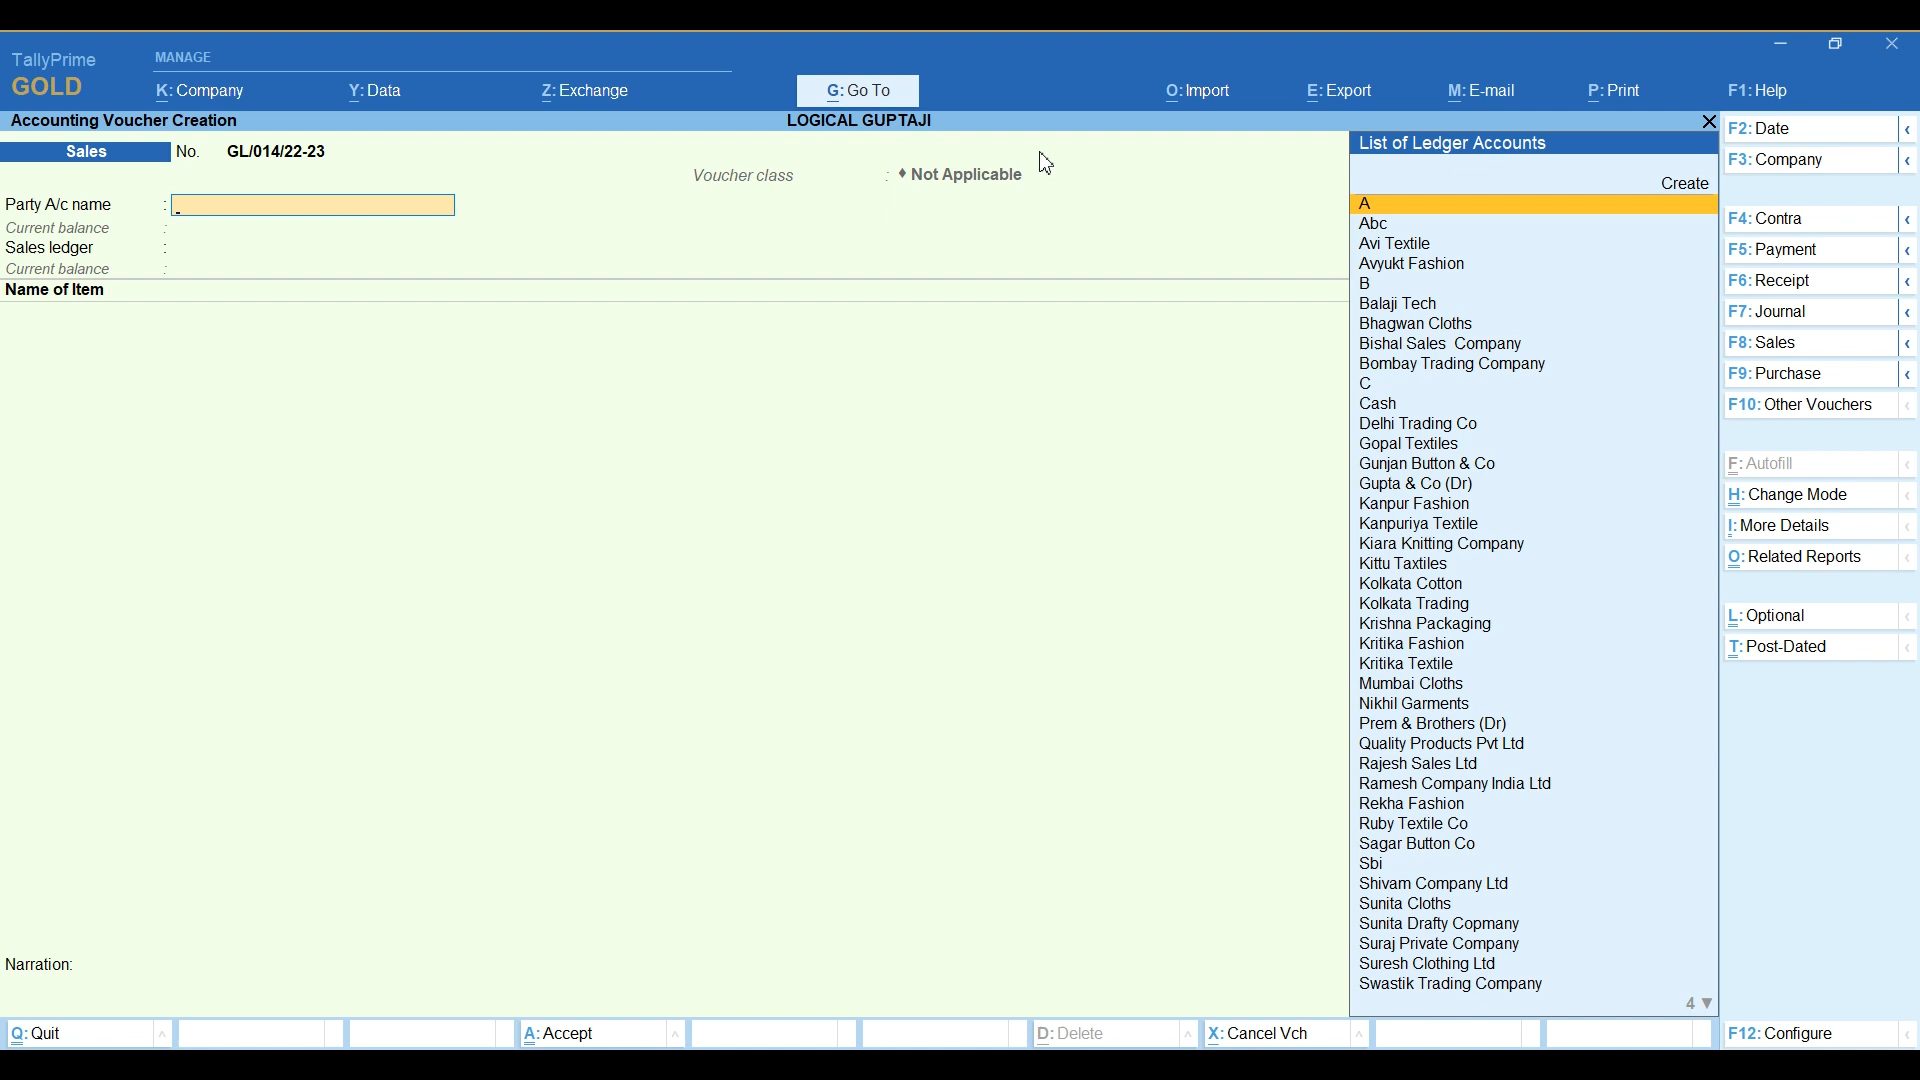 TallyPrime
GOLD
MANAGE
K: Company
Y: Data
Z: Exchange
G: Go To
O: Import
E: Export
M: E-mail
P: Print
F1: Help
Accounting Voucher Creation
LOGICAL GUPTAJI
Sales No. GL/014/22-23
Voucher class : ♦ Not Applicable
Party A/c name :
Current balance :
Sales ledger :
Current balance :
Name of Item
Narration:
List of Ledger Accounts
Create
A
Abc
Avi Textile
Avyukt Fashion
B
Balaji Tech
Bhagwan Cloths
Bishal Sales Company
Bombay Trading Company
C
Cash
Delhi Trading Co
Gopal Textiles
Gunjan Button & Co
Gupta & Co (Dr)
Kanpur Fashion
Kanpuriya Textile
Kiara Knitting Company
Kittu Taxtiles
Kolkata Cotton
Kolkata Trading
Krishna Packaging
Kritika Fashion
Kritika Textile
Mumbai Cloths
Nikhil Garments
Prem & Brothers (Dr)
Quality Products Pvt Ltd
Rajesh Sales Ltd
Ramesh Company India Ltd
Rekha Fashion
Ruby Textile Co
Sagar Button Co
Sbi
Shivam Company Ltd
Sunita Cloths
Sunita Drafty Copmany
Suraj Private Company
Suresh Clothing Ltd
Swastik Trading Company
4 ▼
F2: Date
F3: Company
F4: Contra
F5: Payment
F6: Receipt
F7: Journal
F8: Sales
F9: Purchase
F10: Other Vouchers
F: Autofill
H: Change Mode
I: More Details
O: Related Reports
L: Optional
T: Post-Dated
Q: Quit
A: Accept
D: Delete
X: Cancel Vch
F12: Configure